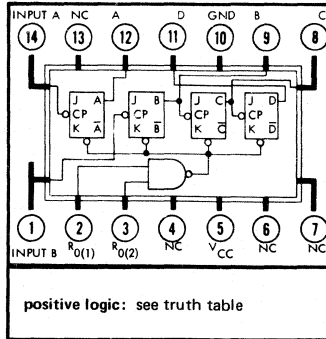 INPUT A NC A D GND B C
14 13 12 11 10 9 8
J A J B J C J D
CP CP CP CP
K A̅ K B̅ K C̅ K D̅
1 2 3 4 5 6 7
INPUT B R0(1) R0(2) NC VCC NC NC
positive logic: see truth table